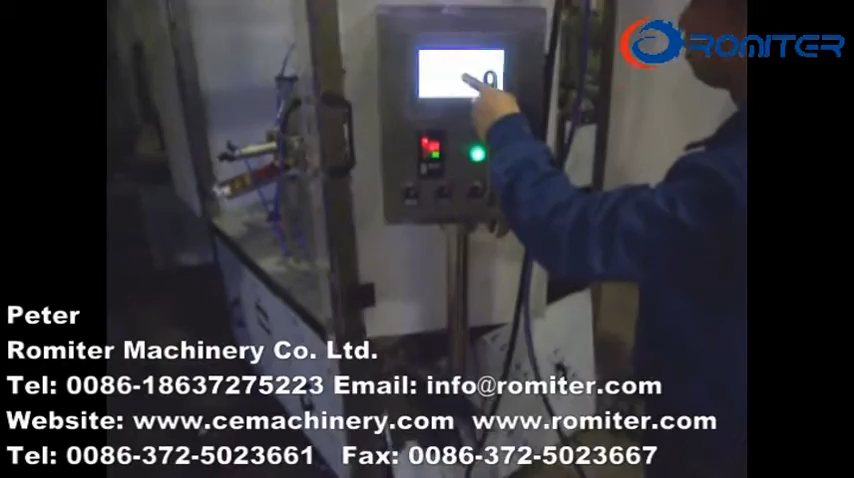 ROMITER
9
Peter
Romiter Machinery Co. Ltd.
Tel: 0086-18637275223 Email: info@romiter.com
Website: www.cemachinery.com www.romiter.com
Tel: 0086-372-5023661 Fax: 0086-372-5023667